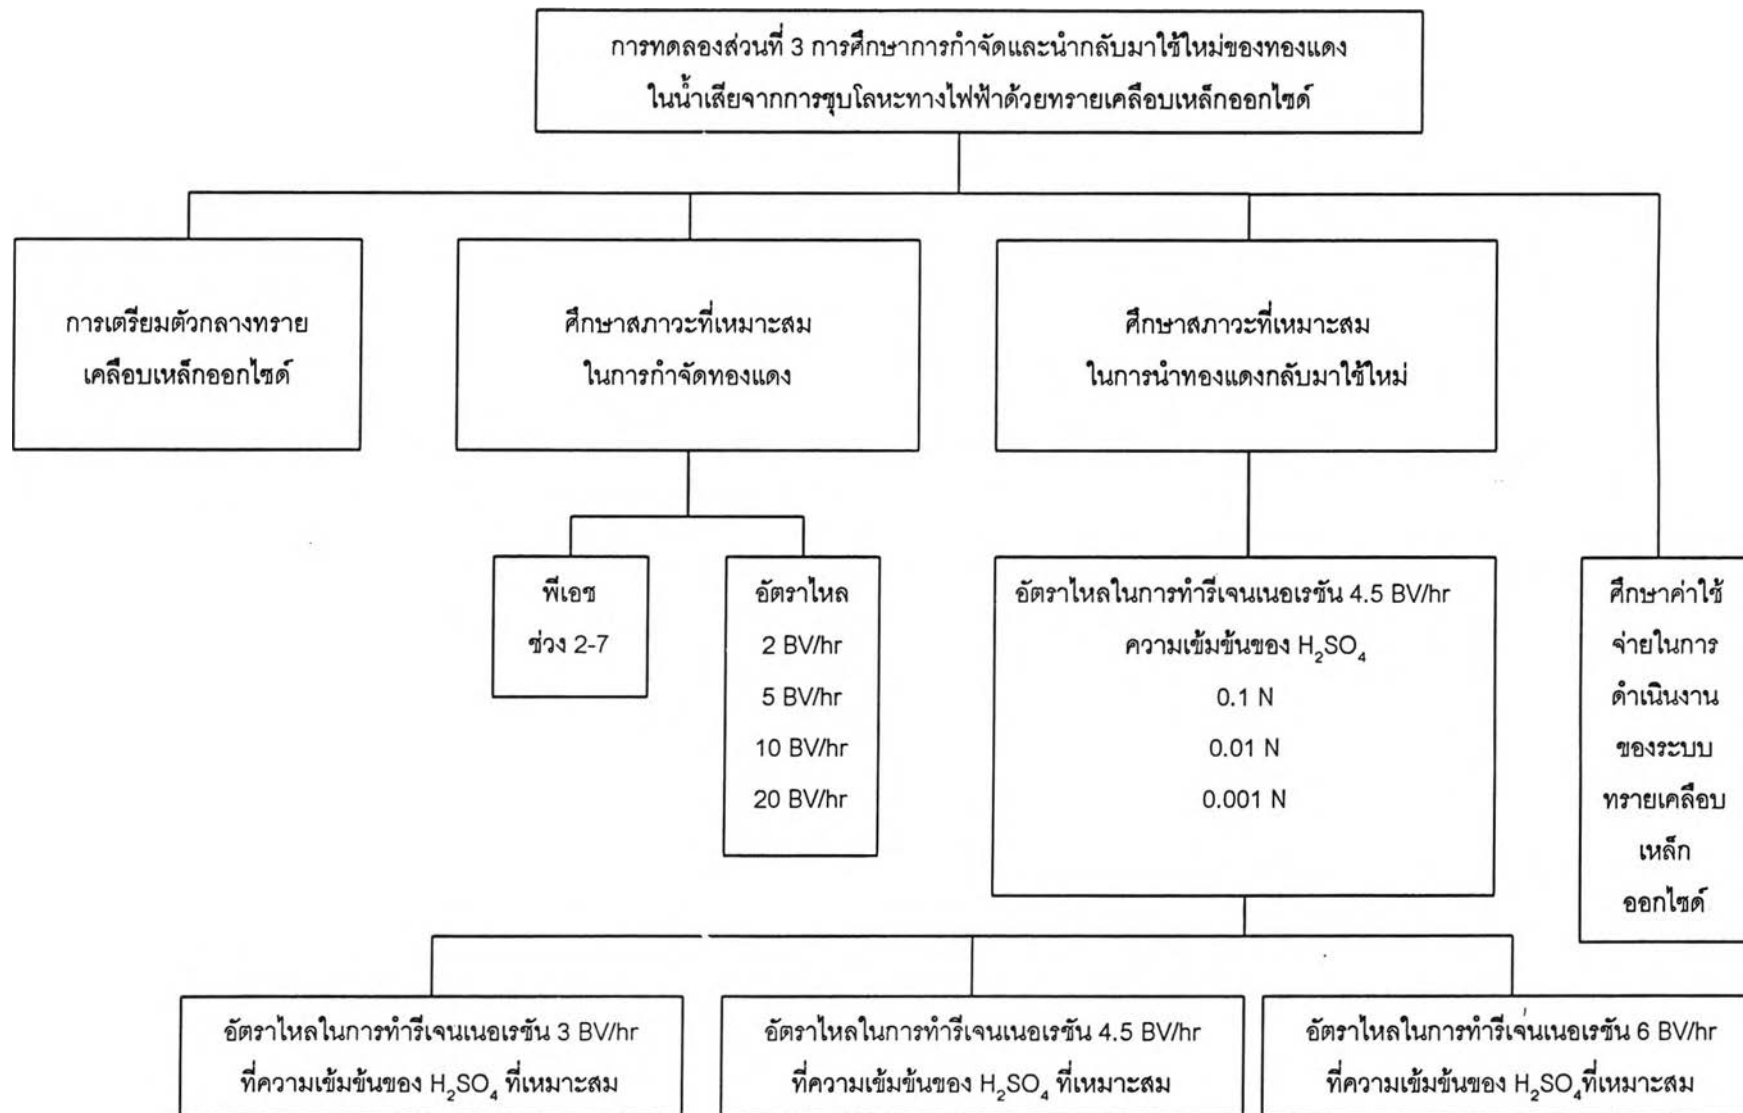 การทดลองส่วนที่ 3 การศึกษาการกำจัดและนำกลับมาใช้ใหม่ของทองแดง
ในน้ำเสียจากการชุบโลหะทางไฟฟ้าด้วยทรายเคลือบเหล็กออกไซด์
การเตรียมตัวกลางทราย
เคลือบเหล็กออกไซด์
ศึกษาสภาวะที่เหมาะสม
ในการกำจัดทองแดง
ศึกษาสภาวะที่เหมาะสม
ในการนำทองแดงกลับมาใช้ใหม่
พีเอช
ช่วง 2-7
อัตราไหล
2 BV/hr
5 BV/hr
10 BV/hr
20 BV/hr
อัตราไหลในการทำรีเจนเนอเรชัน 4.5 BV/hr
ความเข้มข้นของ H₂SO₄
0.1 N
0.01 N
0.001 N
ศึกษาค่าใช้
จ่ายในการ
ดำเนินงาน
ของระบบ
ทรายเคลือบ
เหล็ก
ออกไซด์
อัตราไหลในการทำรีเจนเนอเรชัน 3 BV/hr
ที่ความเข้มข้นของ H₂SO₄ ที่เหมาะสม
อัตราไหลในการทำรีเจนเนอเรชัน 4.5 BV/hr
ที่ความเข้มข้นของ H₂SO₄ ที่เหมาะสม
อัตราไหลในการทำรีเจนเนอเรชัน 6 BV/hr
ที่ความเข้มข้นของ H₂SO₄ที่เหมาะสม